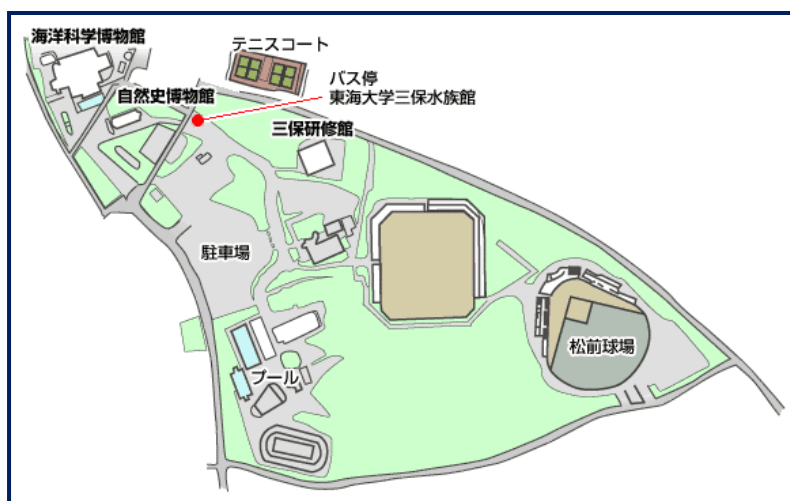 海洋科学博物館
テニスコート
バス停
東海大学三保水族館
自然史博物館
三保研修館
駐車場
松前球場
プール